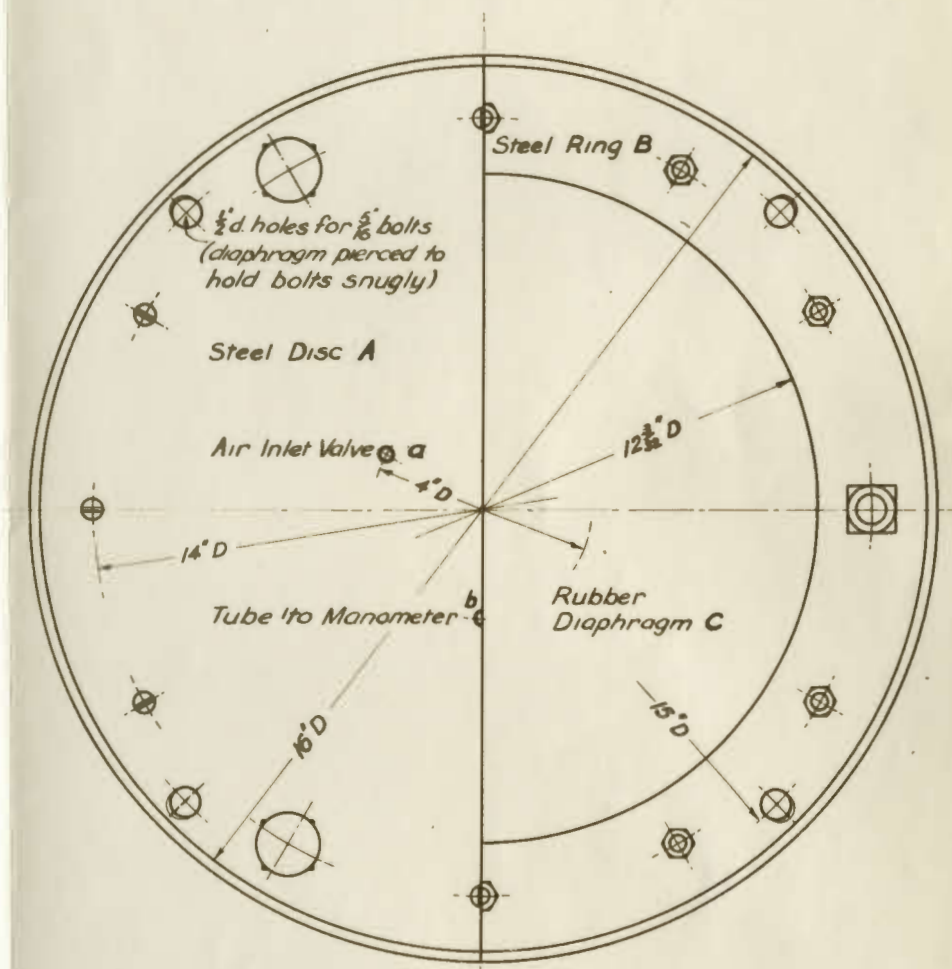 Steel Ring B
½" d. holes for 5/16" bolts
(diaphragm pierced to
hold bolts snugly)
Steel Disc A
Air Inlet Valve a
4" D
12 3/32" D
14" D
Tube to Manometer b
Rubber
Diaphragm C
16" D
15" D